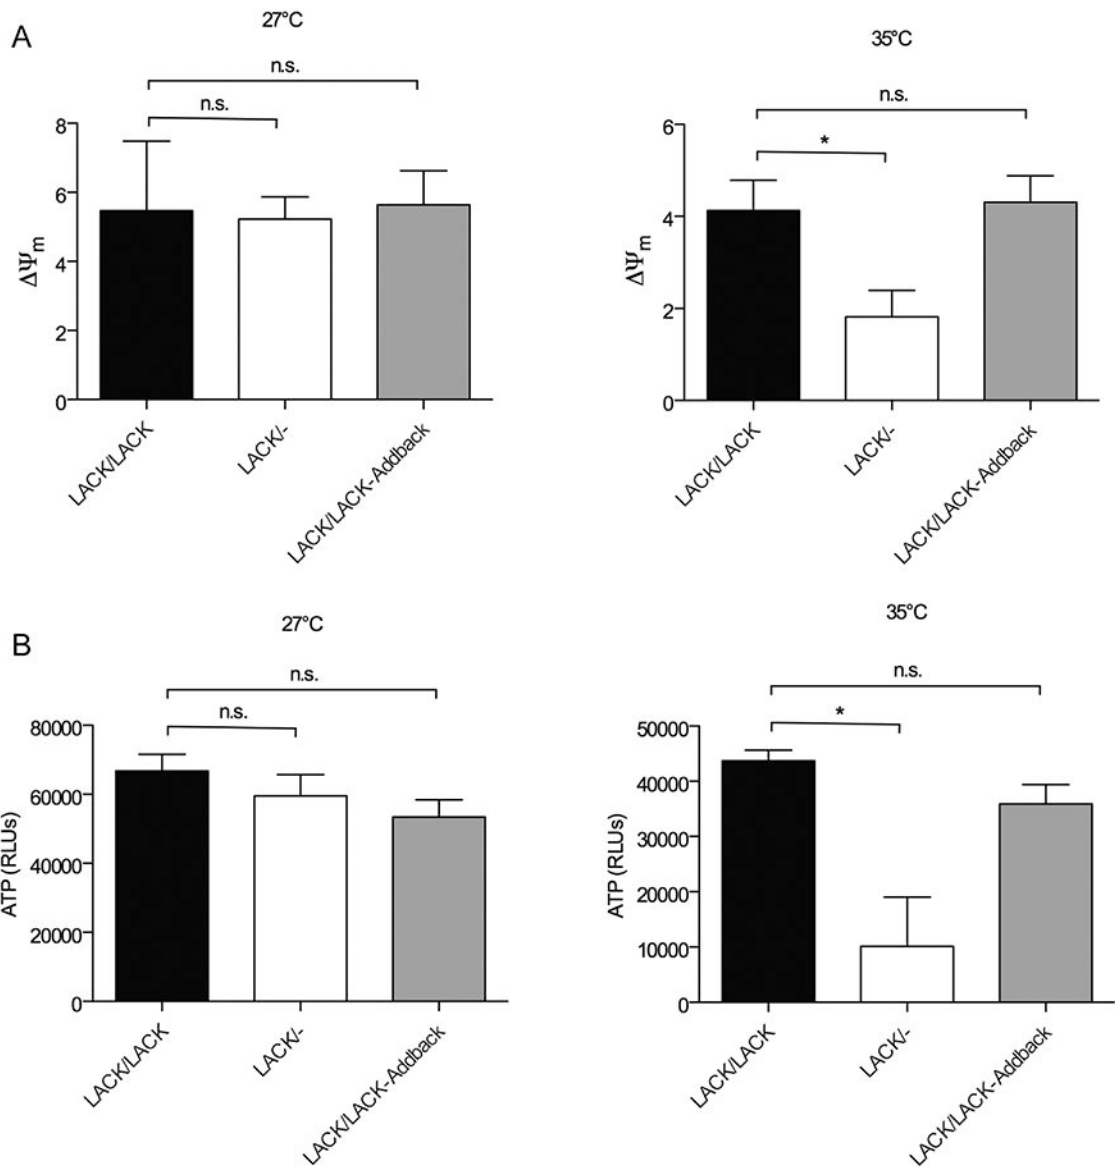 A
27°C
n.s.
n.s.
8
6
4
2
0
ΔΨm
LACK/LACK
LACK/-
LACK/LACK-Addback
35°C
n.s.
*
6
4
2
0
ΔΨm
LACK/LACK
LACK/-
LACK/LACK-Addback
B
27°C
n.s.
n.s.
80000
60000
40000
20000
0
ATP (RLUs)
LACK/LACK
LACK/-
LACK/LACK-Addback
35°C
n.s.
*
50000
40000
30000
20000
10000
0
ATP (RLUs)
LACK/LACK
LACK/-
LACK/LACK-Addback